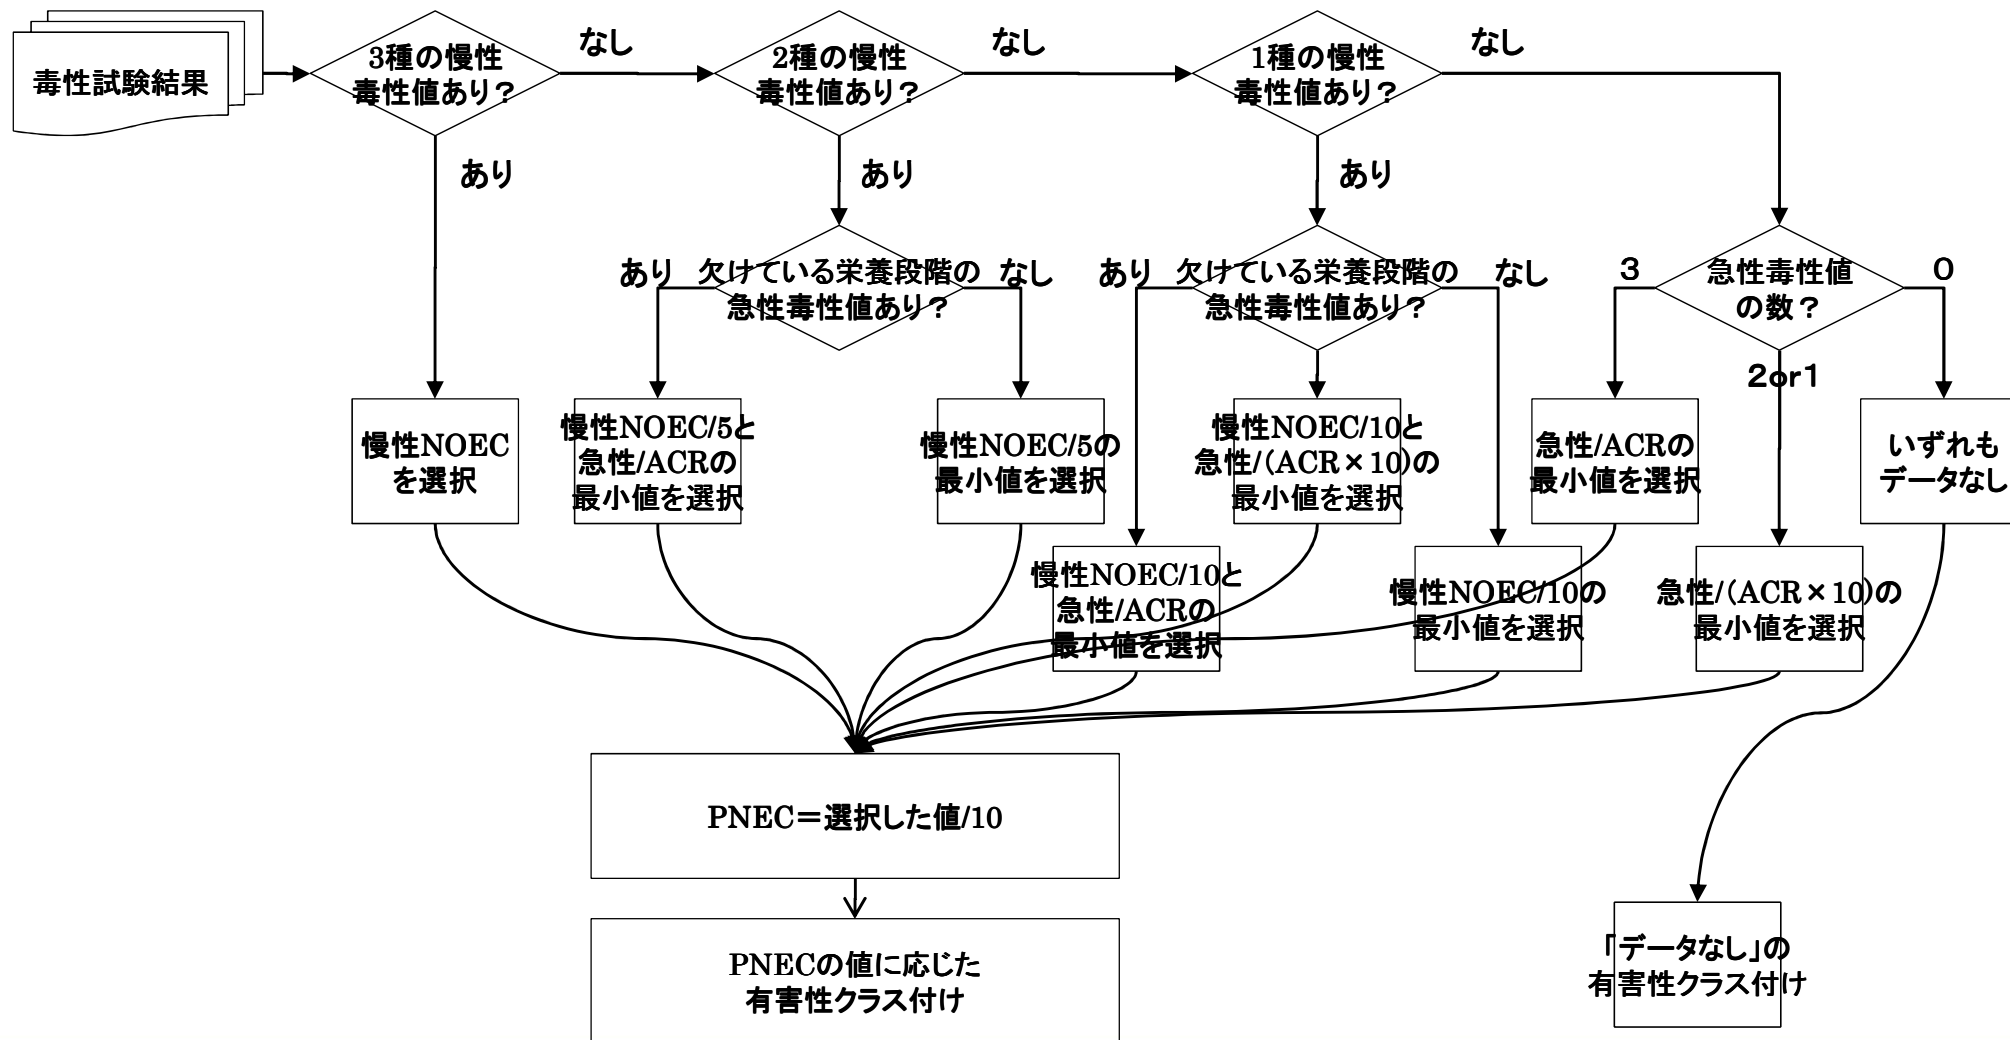 毒性試験結果
3種の慢性
毒性値あり？
なし
2種の慢性
毒性値あり？
なし
1種の慢性
毒性値あり？
なし
あり
あり
あり
あり
欠けている栄養段階の
急性毒性値あり？
なし
あり
欠けている栄養段階の
急性毒性値あり？
なし
3
急性毒性値
の数？
0
2or1
慢性NOEC
を選択
慢性NOEC/5と
急性/ACRの
最小値を選択
慢性NOEC/5の
最小値を選択
慢性NOEC/10と
急性/(ACR×10)の
最小値を選択
急性/ACRの
最小値を選択
いずれも
データなし
慢性NOEC/10と
急性/ACRの
最小値を選択
慢性NOEC/10の
最小値を選択
急性/(ACR×10)の
最小値を選択
PNEC＝選択した値/10
PNECの値に応じた
有害性クラス付け
「データなし」の
有害性クラス付け